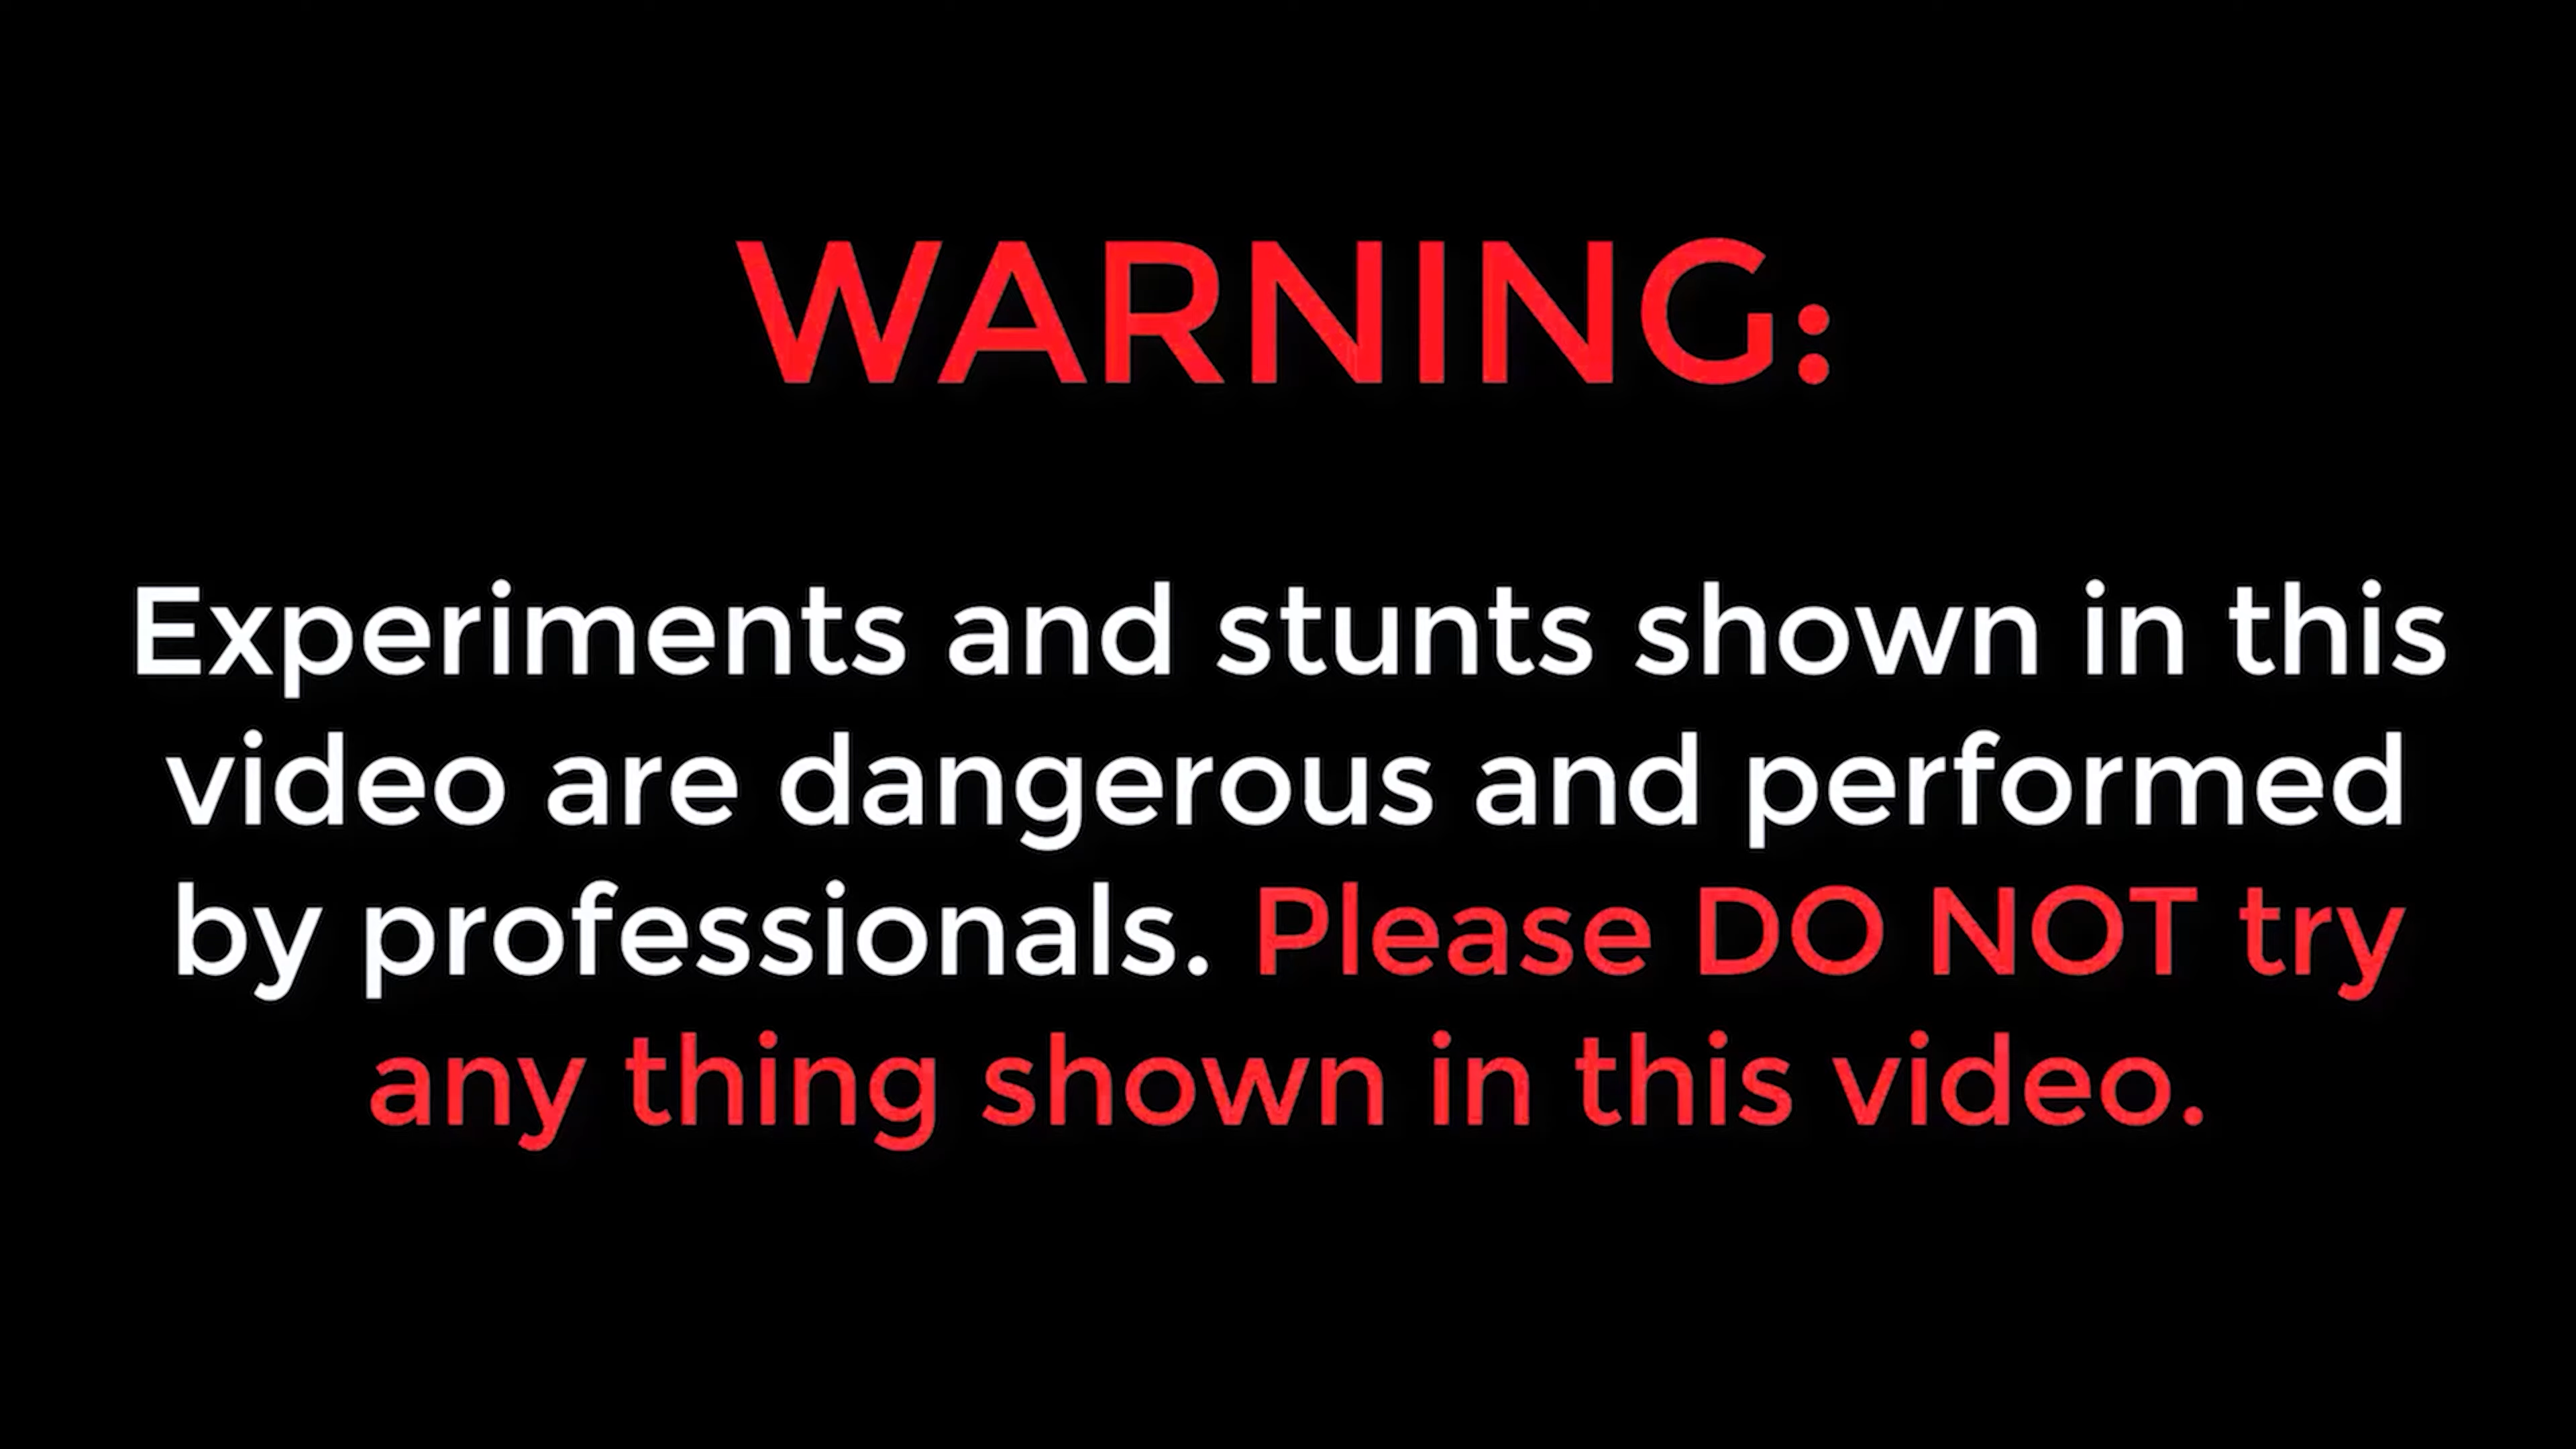 WARNING:
Experiments and stunts shown in this
video are dangerous and performed
by professionals. Please DO NOT try
any thing shown in this video.